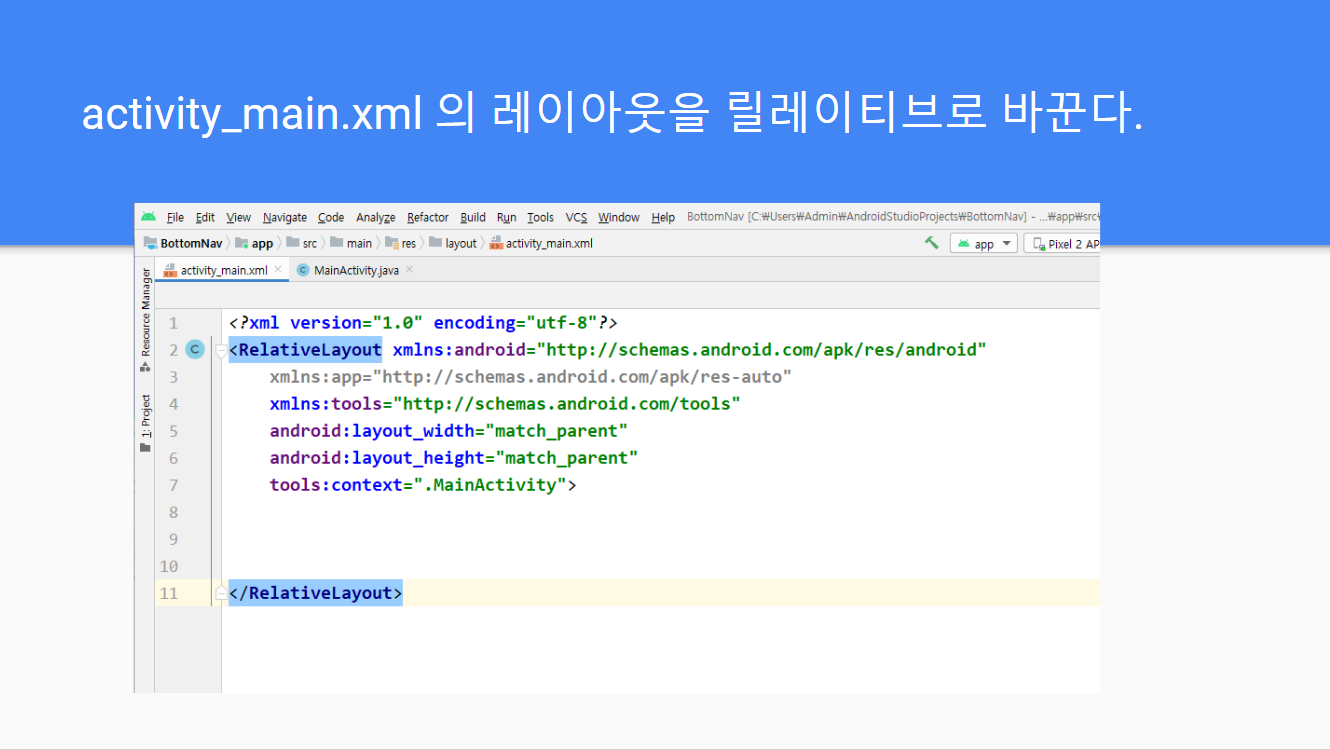 activity_main.xml 의 레이아웃을 릴레이티브로 바꾼다.
File Edit View Navigate Code Analyze Refactor Build Run Tools VCS Window Help BottomNav [C:₩Users₩Admin₩AndroidStudioProjects₩BottomNav] - ...₩app₩src₩
BottomNav app src main res layout activity_main.xml app Pixel 2 AP
activity_main.xml MainActivity.java
Resource Manager
1: Project
1 <?xml version="1.0" encoding="utf-8"?>
2 C <RelativeLayout xmlns:android="http://schemas.android.com/apk/res/android"
3 xmlns:app="http://schemas.android.com/apk/res-auto"
4 xmlns:tools="http://schemas.android.com/tools"
5 android:layout_width="match_parent"
6 android:layout_height="match_parent"
7 tools:context=".MainActivity">
8
9
10
11 </RelativeLayout>